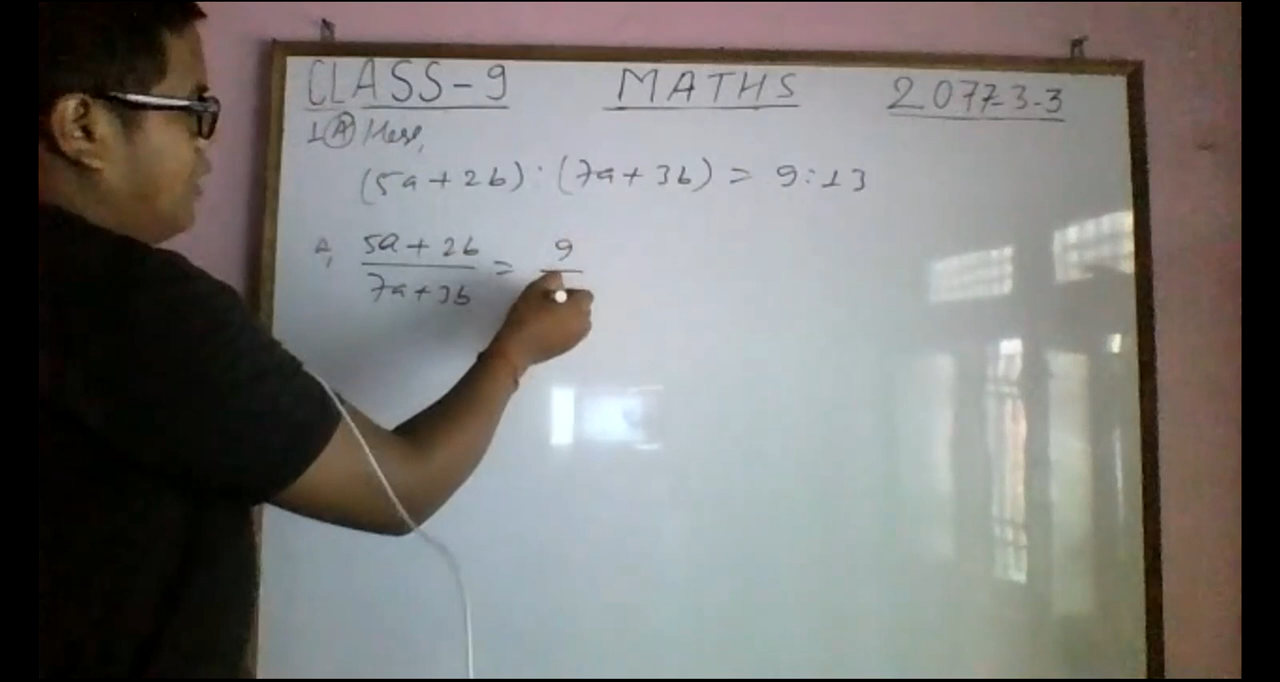 CLASS-9 MATHS 2077-3-3
1 (A) Here,
(5a+2b) : (7a+3b) = 9:13
5a+2b / 7a+3b = 9